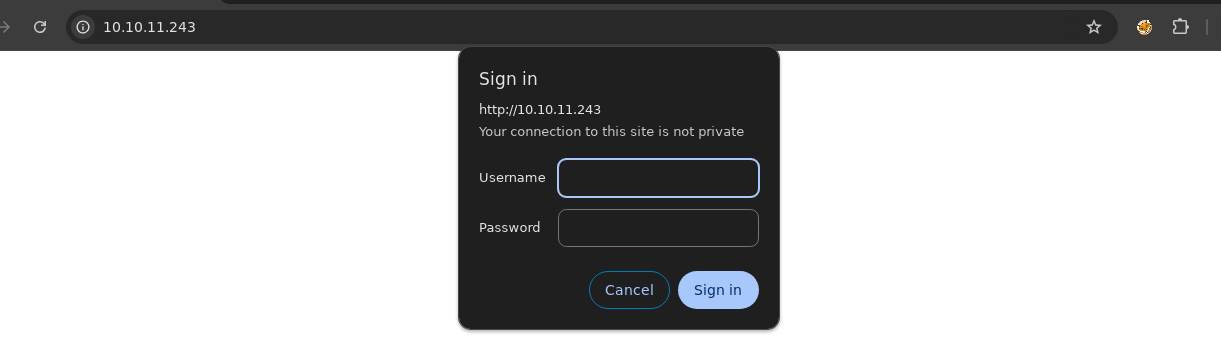 10.10.11.243
Sign in
http://10.10.11.243
Your connection to this site is not private
Username
Password
Cancel Sign in